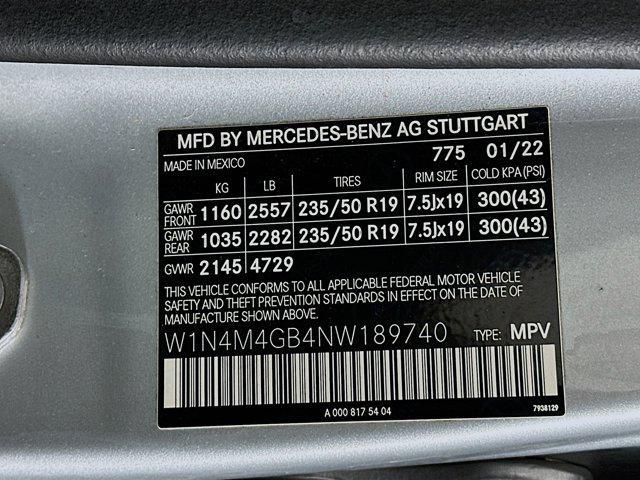 MFD BY MERCEDES-BENZ AG STUTTGART
MADE IN MEXICO 775 01/22
KG LB TIRES RIM SIZE COLD KPA(PSI)
GAWR FRONT 1160 2557 235/50 R19 7.5Jx19 300(43)
GAWR REAR 1035 2282 235/50 R19 7.5Jx19 300(43)
GWR 2145 4729
THIS VEHICLE CONFORMS TO ALL APPLICABLE FEDERAL MOTOR VEHICLE
SAFETY AND THEFT PREVENTION STANDARDS IN EFFECT ON THE DATE OF
MANUFACTURE SHOWN ABOVE.
W1N4M4GB4NW189740 TYPE: MPV
A 000 817 54 04 7938129